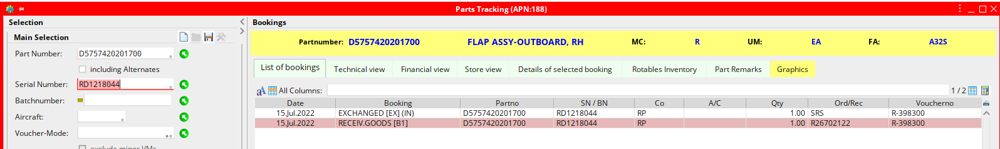 Parts Tracking (APN:188)
Selection
Main Selection
Part Number: D5757420201700
including Alternates
Serial Number: RD1218044
Batchnumber:
Aircraft:
Voucher-Mode:
exclude minor VMs
Bookings
Partnumber: D5757420201700 FLAP ASSY-OUTBOARD, RH MC: R UM: EA FA: A32S
List of bookings Technical view Financial view Store view Details of selected booking Rotables Inventory Part Remarks Graphics
All Columns: 1 / 2
Date Booking Partno SN / BN Co A/C Qty Ord/Rec Voucherno
15.Jul.2022 EXCHANGED [EX] (IN) D5757420201700 RD1218044 RP 1.00 SRS R-398300
15.Jul.2022 RECEIV.GOODS [B1] D5757420201700 RD1218044 RP 1.00 R26702122 R-398300